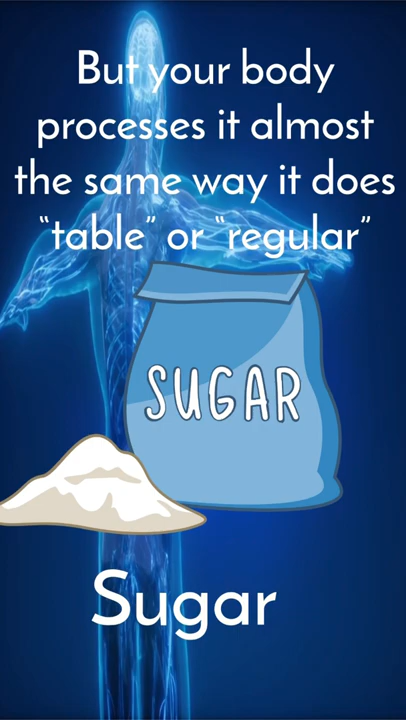 But your body
processes it almost
the same way it does
“table” or “regular”
SUGAR
Sugar